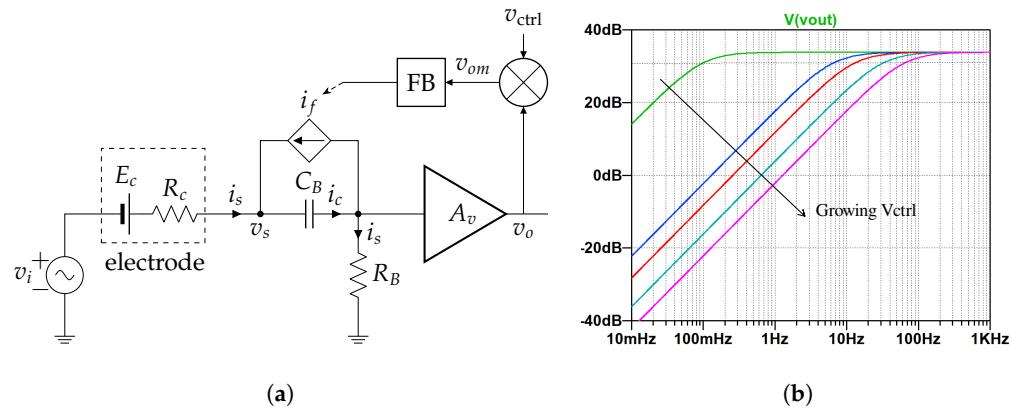 v_ctrl
FB
v_om
i_f
E_c
R_c
C_B
i_s
i_c
A_v
v_s
i_s
v_o
electrode
v_i
+
−
R_B
(a)
V(vout)
40dB
20dB
0dB
-20dB
-40dB
Growing Vctrl
10mHz 100mHz 1Hz 10Hz 100Hz 1KHz
(b)